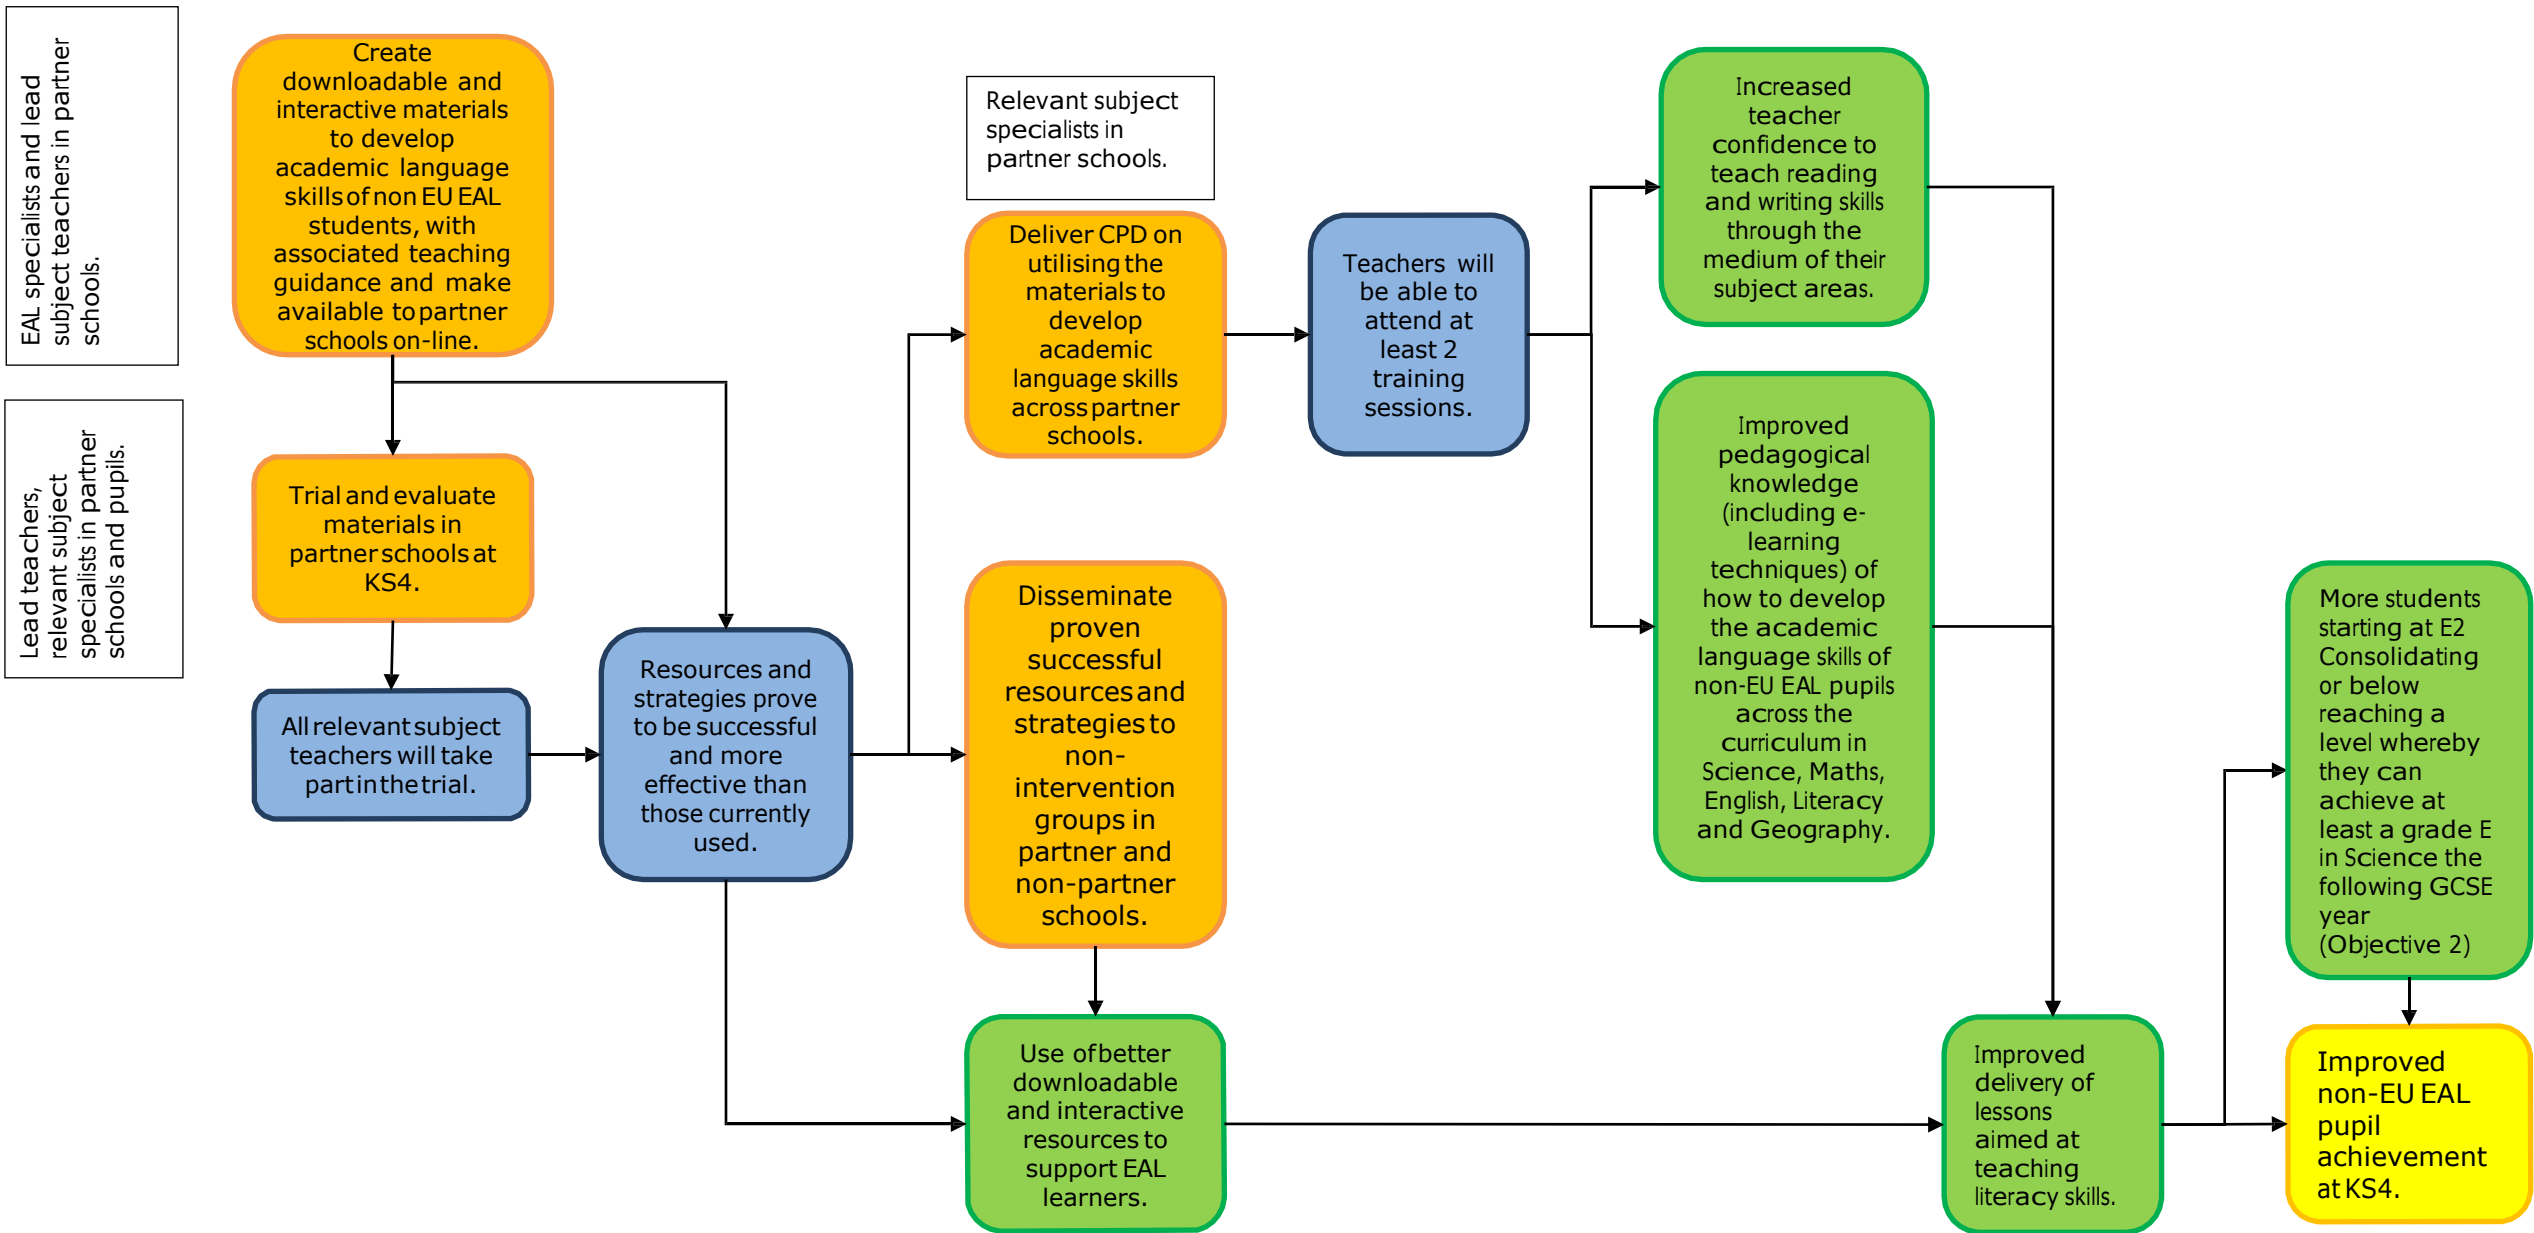 EAL specialists and lead
subject teachers in partner
schools.
Lead teachers,
relevant subject
specialists in partner
schools and pupils.
Create
downloadable and
interactive materials
to develop
academic language
skills of non EU EAL
students, with
associated teaching
guidance and make
available to partner
schools on-line.
Trial and evaluate
materials in
partner schools at
KS4.
All relevant subject
teachers will take
part in the trial.
Resources and
strategies prove
to be successful
and more
effective than
those currently
used.
Relevant subject
specialists in
partner schools.
Deliver CPD on
utilising the
materials to
develop
academic
language skills
across partner
schools.
Disseminate
proven
successful
resources and
strategies to
non-
intervention
groups in
partner and
non-partner
schools.
Use of better
downloadable
and interactive
resources to
support EAL
learners.
Teachers will
be able to
attend at
least 2
training
sessions.
Increased
teacher
confidence to
teach reading
and writing skills
through the
medium of their
subject areas.
Improved
pedagogical
knowledge
(including e-
learning
techniques) of
how to develop
the academic
language skills of
non-EU EAL pupils
across the
curriculum in
Science, Maths,
English, Literacy
and Geography.
Improved
delivery of
lessons
aimed at
teaching
literacy skills.
More students
starting at E2
Consolidating
or below
reaching a
level whereby
they can
achieve at
least a grade E
in Science the
following GCSE
year
(Objective 2)
Improved
non-EU EAL
pupil
achievement
at KS4.